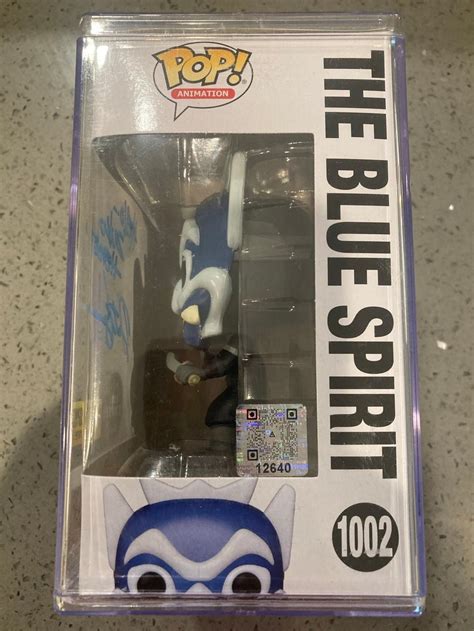 POP!
ANIMATION
THE BLUE SPIRIT
12640
1002